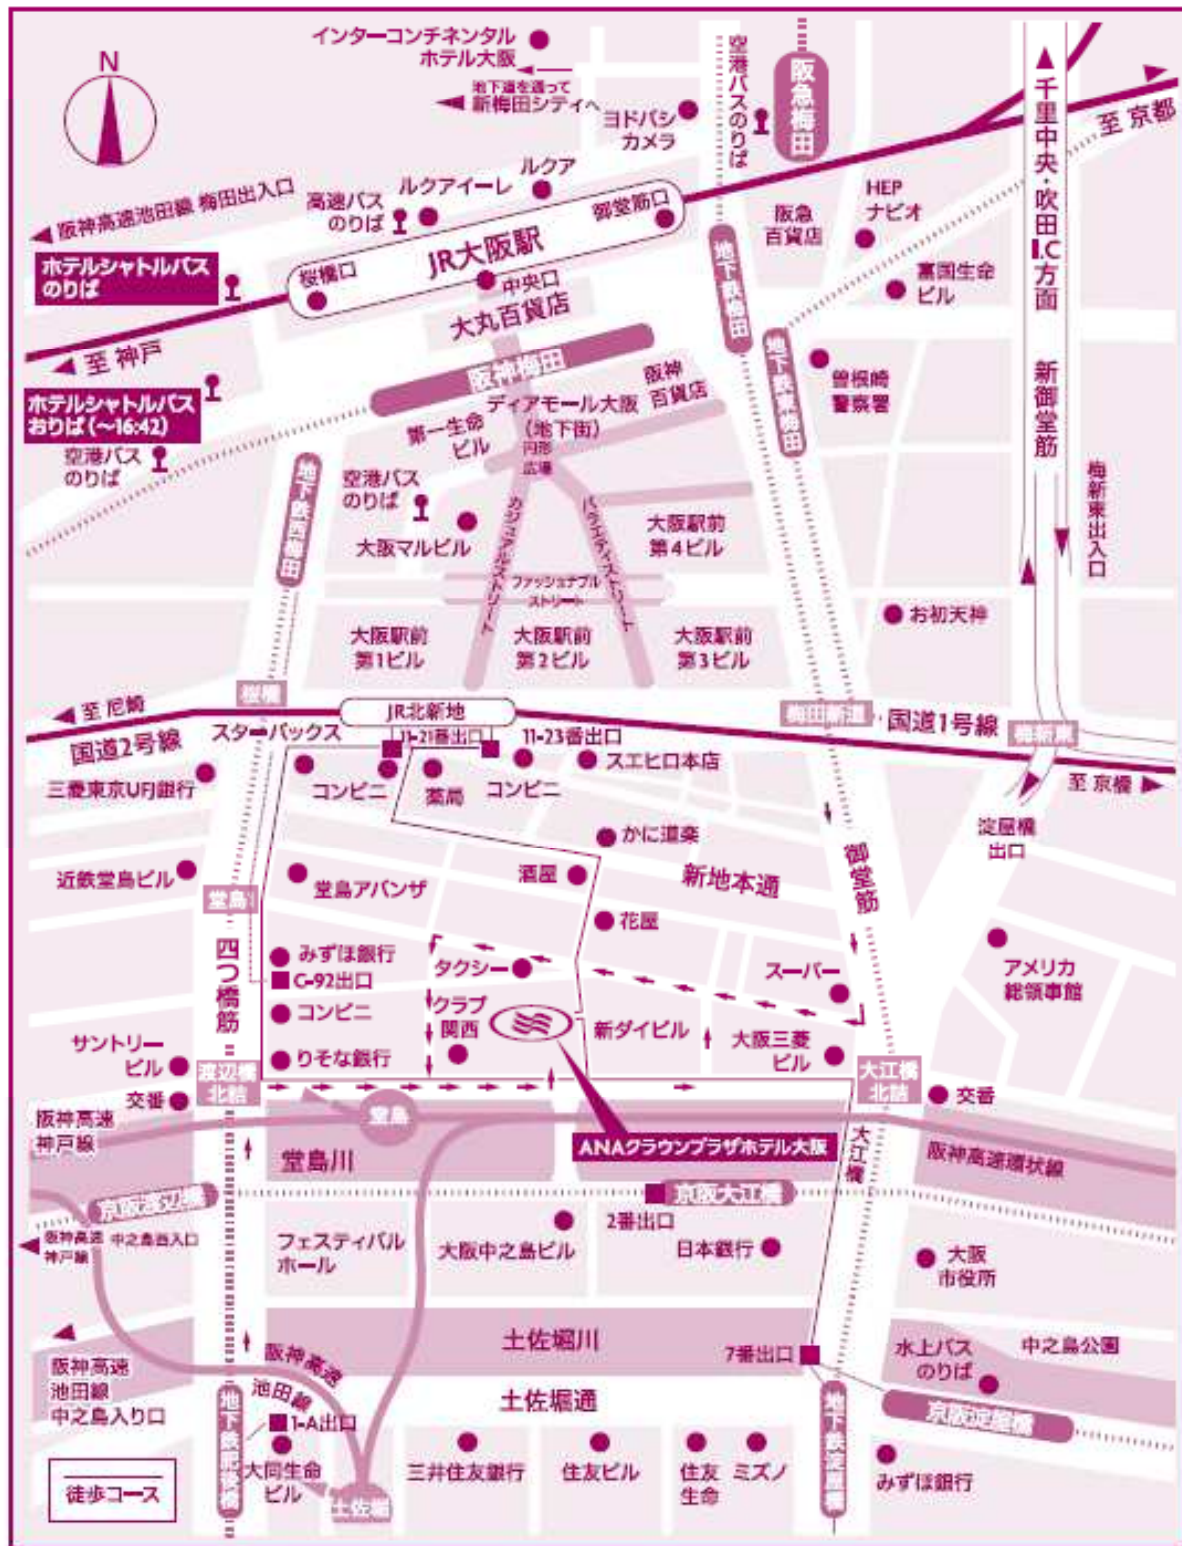 インターコンチネンタル
ホテル大阪
地下道を通って
新梅田シティへ
N
ヨドバシ
カメラ
空港バスのりば
阪急梅田
千里中央・吹田I.C方面
新御堂筋
至 京都
阪神高速池田線 梅田出入口
高速バス
のりば
ルクアイーレ
ルクア
御堂筋口
JR大阪駅
桜橋口
中央口
HEP
ナビオ
阪急
百貨店
富国生命
ビル
ホテルシャトルバス
のりば
大丸百貨店
地下鉄梅田
地下鉄東梅田
至 神戸
阪神梅田
阪神
百貨店
曽根崎
警察署
ホテルシャトルバス
おりば(～16:42)
空港バス
のりば
第一生命
ビル
ディアモール大阪
(地下街)
円形
広場
梅新東出入口
地下鉄西梅田
空港バス
のりば
大阪マルビル
カジュアルストリート
バラエティストリート
大阪駅前
第4ビル
ファッショナブル
ストリート
お初天神
大阪駅前
第1ビル
大阪駅前
第2ビル
大阪駅前
第3ビル
桜橋
至 尼崎
JR北新地
梅田新道
国道1号線
梅新東
国道2号線
スターバックス
11-21番出口
11-23番出口
スエヒロ本店
三菱東京UFJ銀行
コンビニ
薬局
コンビニ
至 京橋
淀屋橋
出口
かに道楽
近鉄堂島ビル
堂島アバンザ
酒屋
新地本通
御堂筋
堂島
花屋
四つ橋筋
みずほ銀行
C-92出口
タクシー
スーパー
アメリカ
総領事館
コンビニ
クラブ
関西
新ダイビル
サントリー
ビル
りそな銀行
大阪三菱
ビル
渡辺橋
北詰
大江橋
北詰
交番
交番
阪神高速
神戸線
堂島
堂島川
ANAクラウンプラザホテル大阪
大江橋
阪神高速環状線
京阪渡辺橋
京阪大江橋
2番出口
阪神高速
神戸線
中之島西入口
フェスティバル
ホール
大阪中之島ビル
日本銀行
大阪
市役所
土佐堀川
7番出口
水上バス
のりば
中之島公園
阪神高速
池田線
中之島入り口
阪神高速
池田線
土佐堀通
京阪淀屋橋
地下鉄肥後橋
1-A出口
大同生命
ビル
土佐堀
三井住友銀行
住友ビル
住友
生命
ミズノ
地下鉄淀屋橋
みずほ銀行
徒歩コース